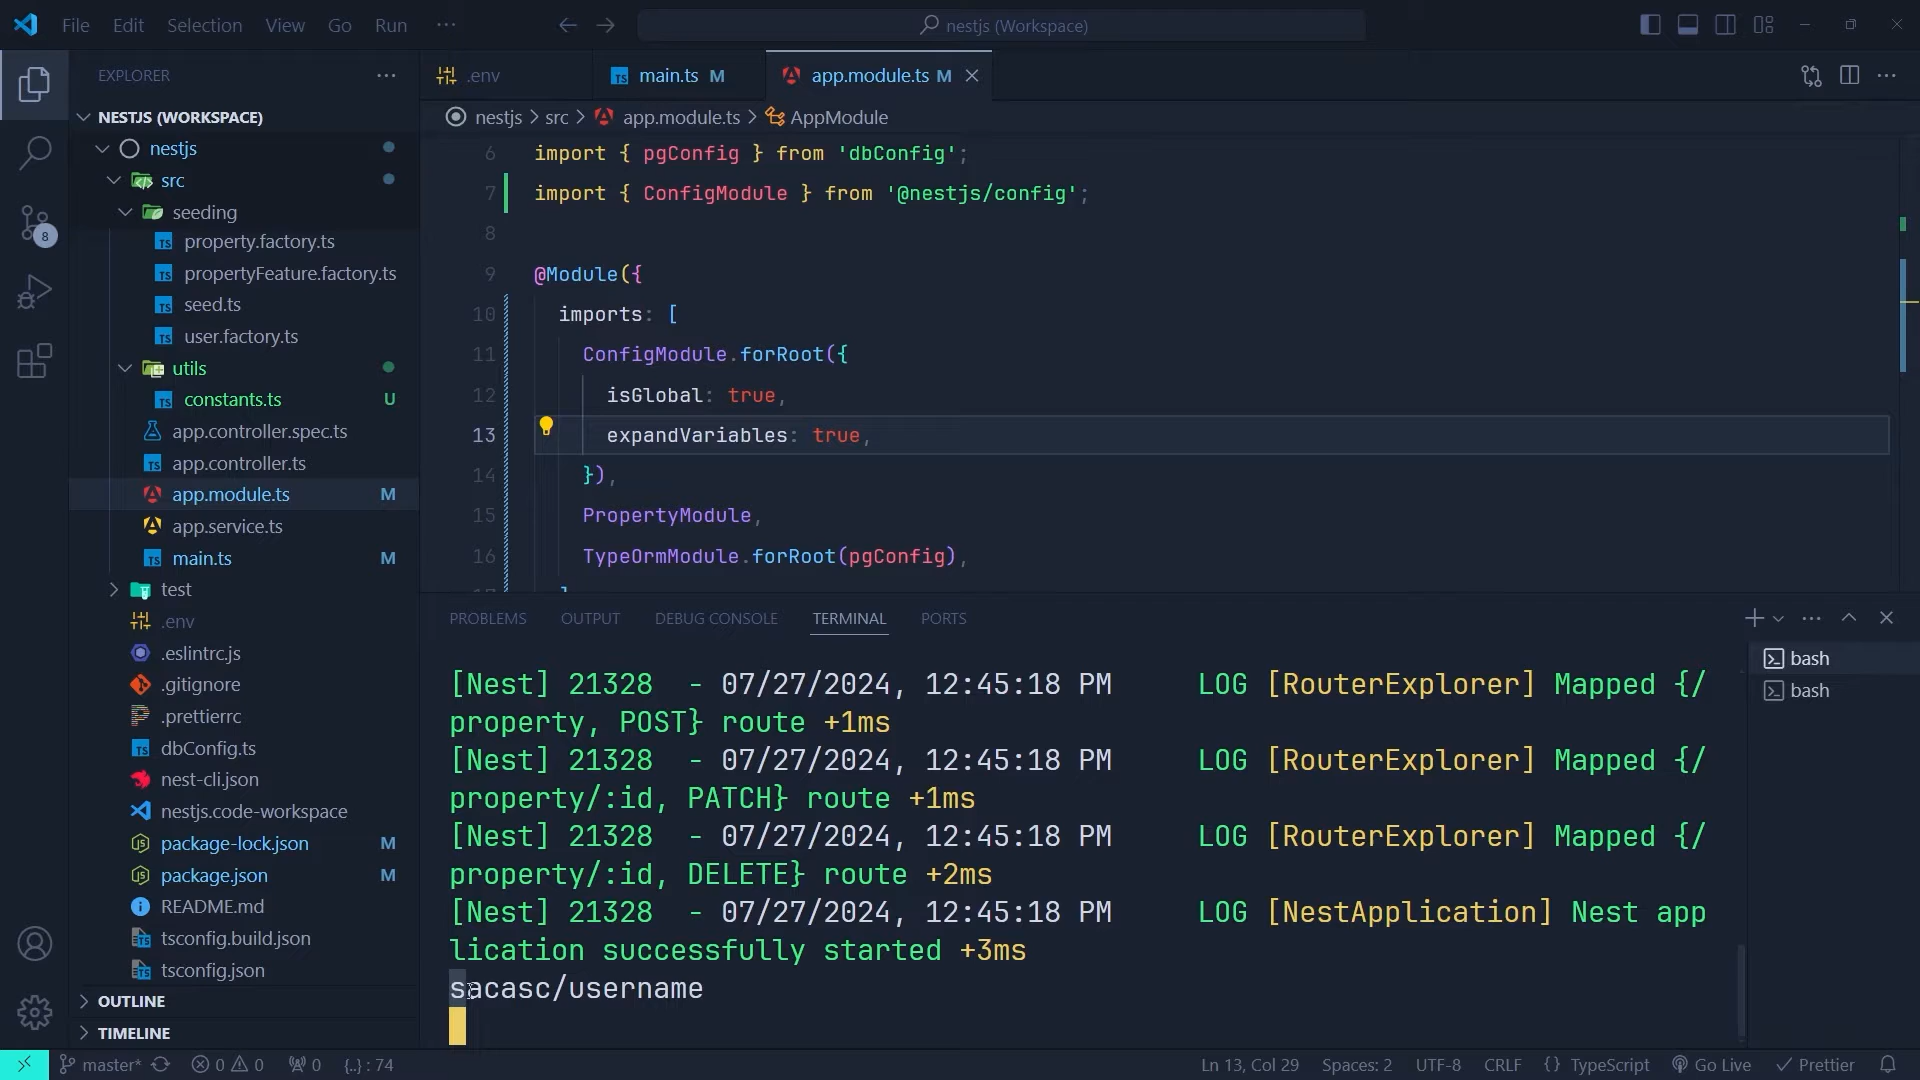 File Edit Selection View Go Run ···
nestjs (Workspace)
EXPLORER ···
NESTJS (WORKSPACE)
nestjs
src
seeding
property.factory.ts
propertyFeature.factory.ts
seed.ts
user.factory.ts
utils
constants.ts U
app.controller.spec.ts
app.controller.ts
app.module.ts M
app.service.ts
main.ts M
test
.env
.eslintrc.js
.gitignore
.prettierrc
dbConfig.ts
nest-cli.json
nestjs.code-workspace
package-lock.json M
package.json M
README.md
tsconfig.build.json
tsconfig.json
OUTLINE
TIMELINE
8
.env main.ts M app.module.ts M
nestjs > src > app.module.ts > AppModule
6 import { pgConfig } from 'dbConfig';
7 import { ConfigModule } from '@nestjs/config';
8
9 @Module({
10 imports: [
11 ConfigModule.forRoot({
12 isGlobal: true,
13 expandVariables: true,
14 }),
15 PropertyModule,
16 TypeOrmModule.forRoot(pgConfig),
PROBLEMS OUTPUT DEBUG CONSOLE TERMINAL PORTS
[Nest] 21328 - 07/27/2024, 12:45:18 PM LOG [RouterExplorer] Mapped {/
property, POST} route +1ms
[Nest] 21328 - 07/27/2024, 12:45:18 PM LOG [RouterExplorer] Mapped {/
property/:id, PATCH} route +1ms
[Nest] 21328 - 07/27/2024, 12:45:18 PM LOG [RouterExplorer] Mapped {/
property/:id, DELETE} route +2ms
[Nest] 21328 - 07/27/2024, 12:45:18 PM LOG [NestApplication] Nest app
lication successfully started +3ms
sacasc/username
bash
bash
master* 0 0 0 {..} : 74 Ln 13, Col 29 Spaces: 2 UTF-8 CRLF {} TypeScript Go Live Prettier